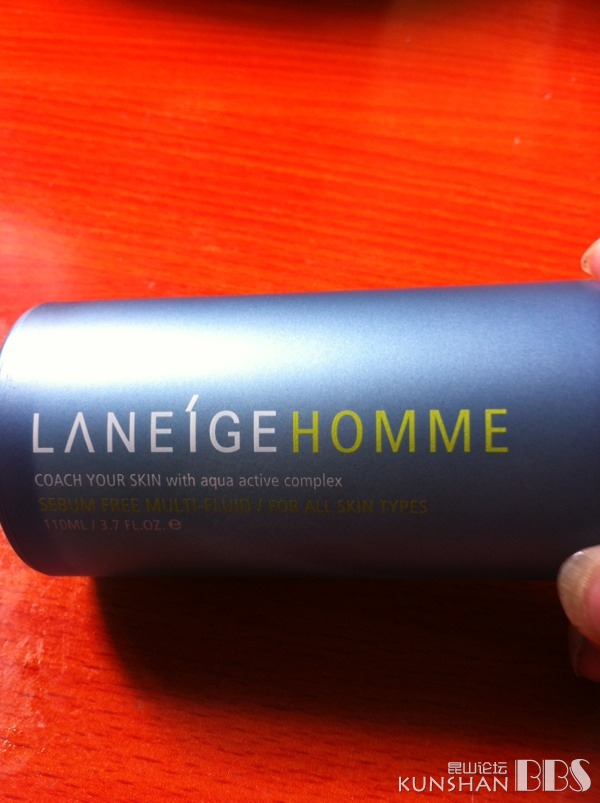 LANEÍGE HOMME
COACH YOUR SKIN with aqua active complex
SEBUM FREE MULTI-FLUID / FOR ALL SKIN TYPES
110ML / 3.7 FL.OZ. ℮
昆山论坛
KUNSHAN BBS